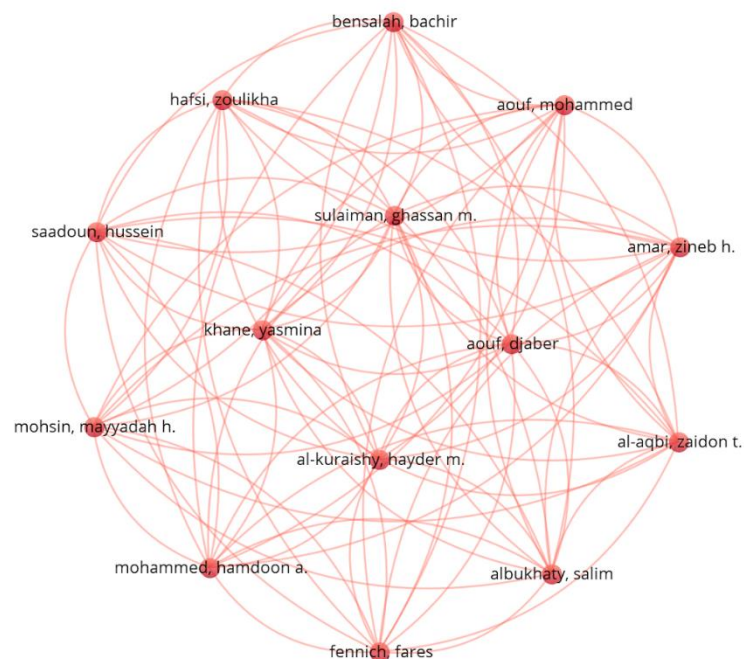 bensalah, bachir
hafsi, zoulikha
aouf, mohammed
sulaiman, ghassan m.
saadoun, hussein
amar, zineb h.
khane, yasmina
aouf, djaber
mohsin, mayyadah h.
al-aqbi, zaidon t.
al-kuraishy, hayder m.
mohammed, hamdoon a.
albukhaty, salim
fennich, fares